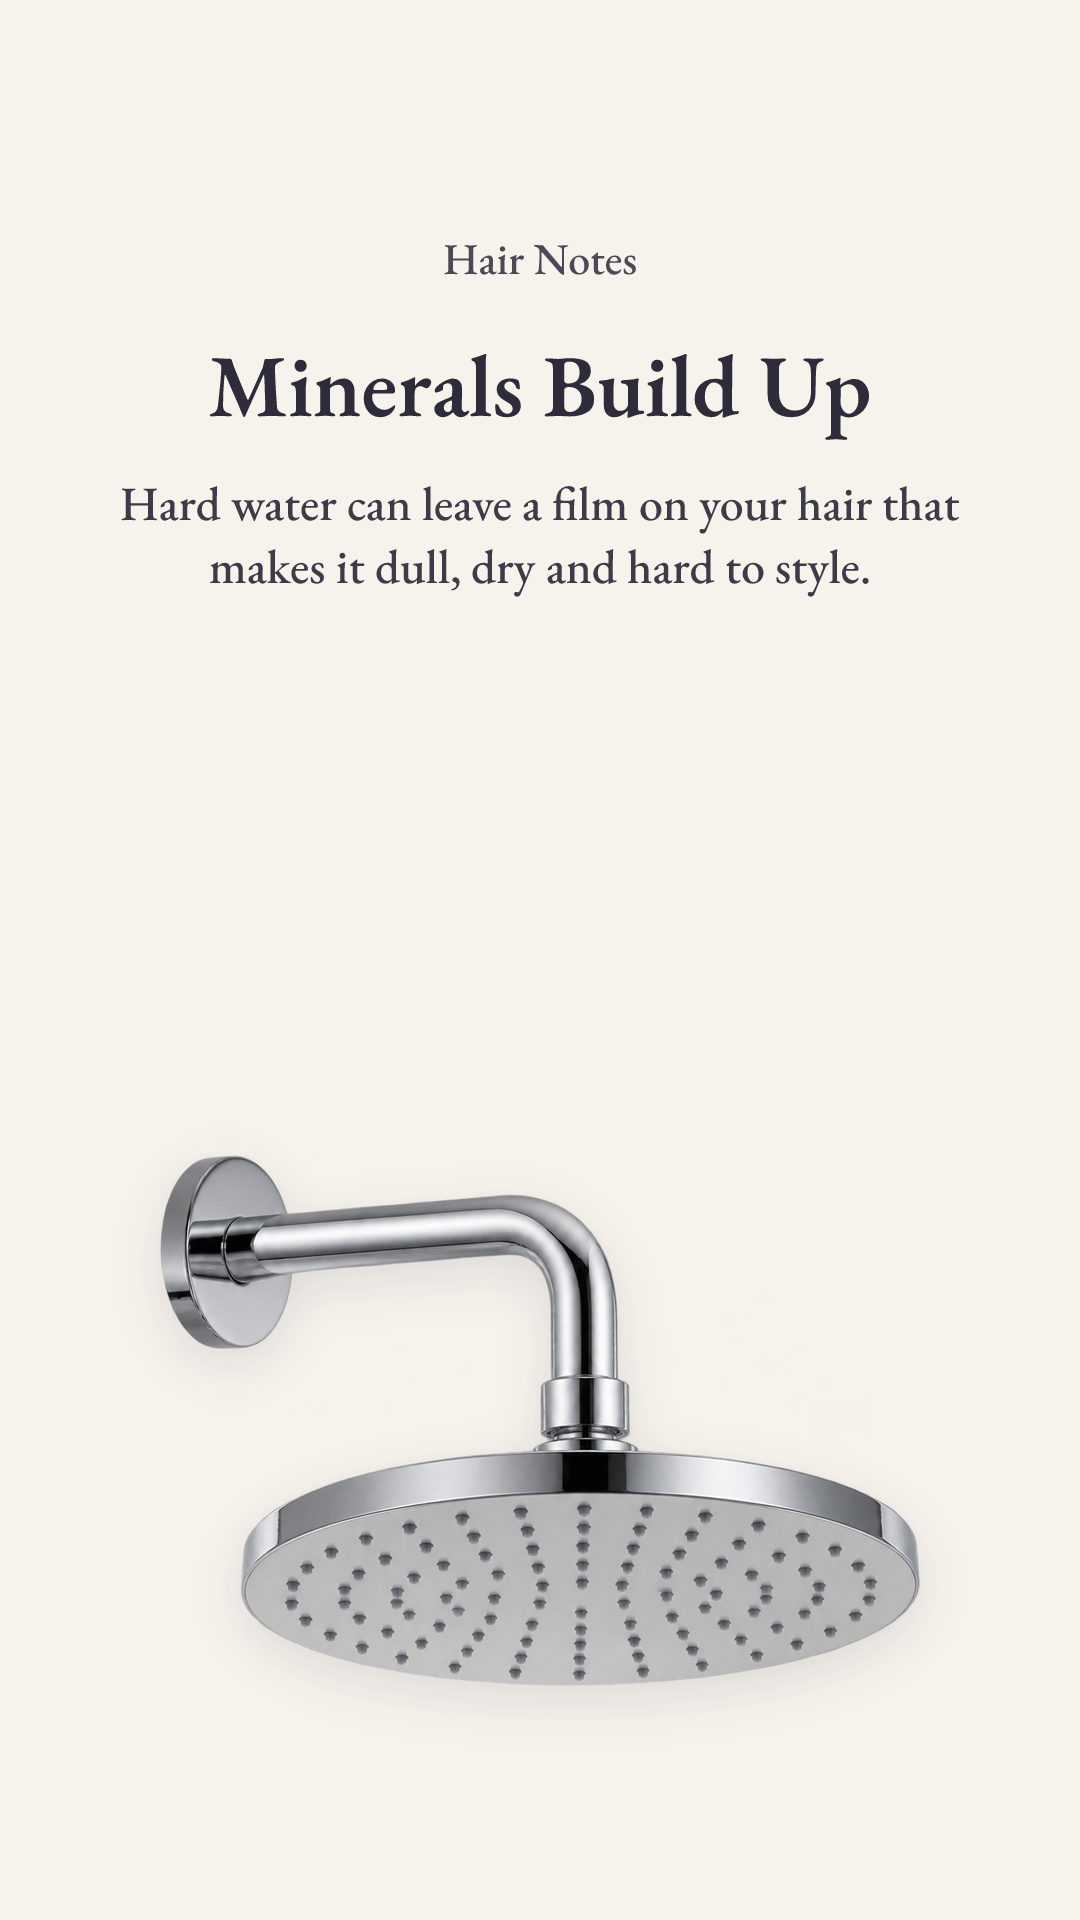 Hair Notes
Minerals Build Up
Hard water can leave a film on your hair that
makes it dull, dry and hard to style.